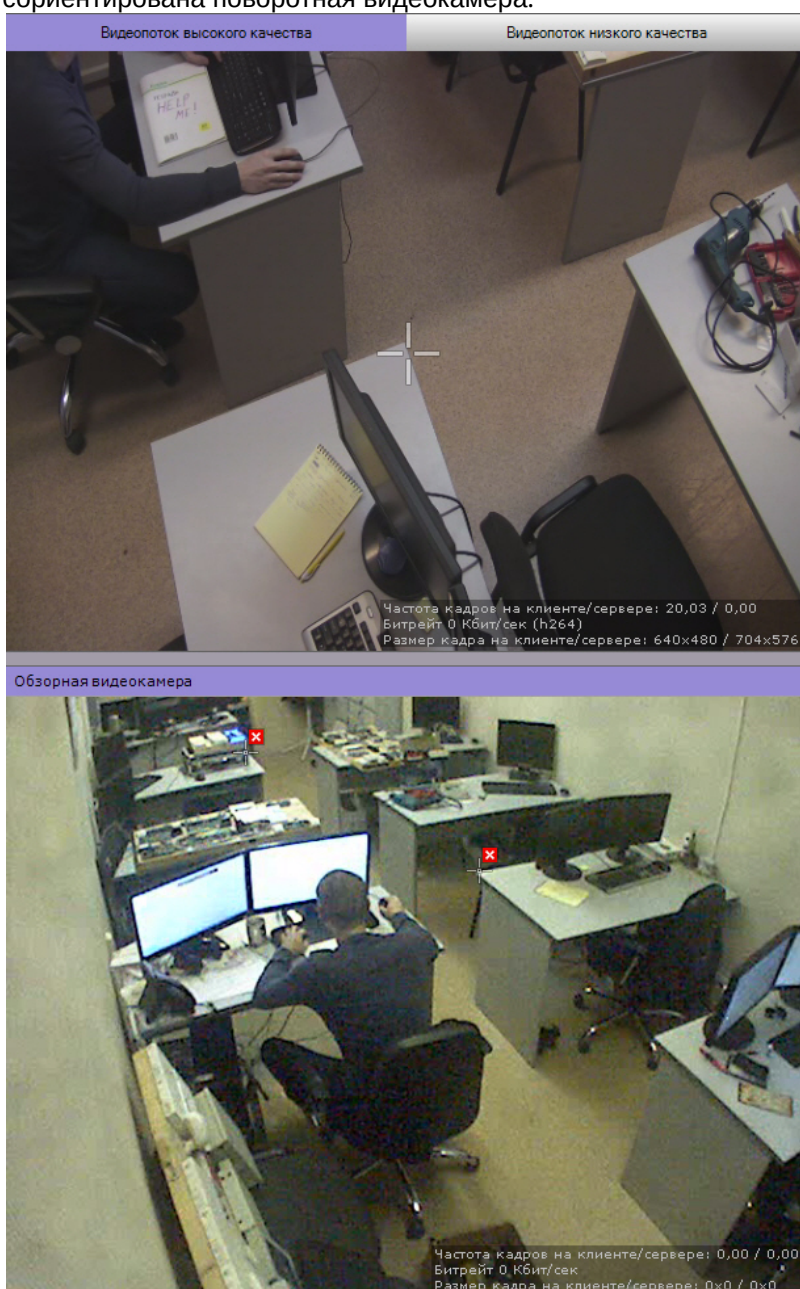 сориентирована поворотная видеокамера.
Видеопоток высокого качества
Видеопоток низкого качества
HELP
ME!
Частота кадров на клиенте/сервере: 20,03 / 0,00
Битрейт 0 Кбит/сек (h264)
Размер кадра на клиенте/сервере: 640x480 / 704x576
Обзорная видеокамера
Частота кадров на клиенте/сервере: 0,00 / 0,00
Битрейт 0 Кбит/сек
Размер кадра на клиенте/сервере: 0x0 / 0x0